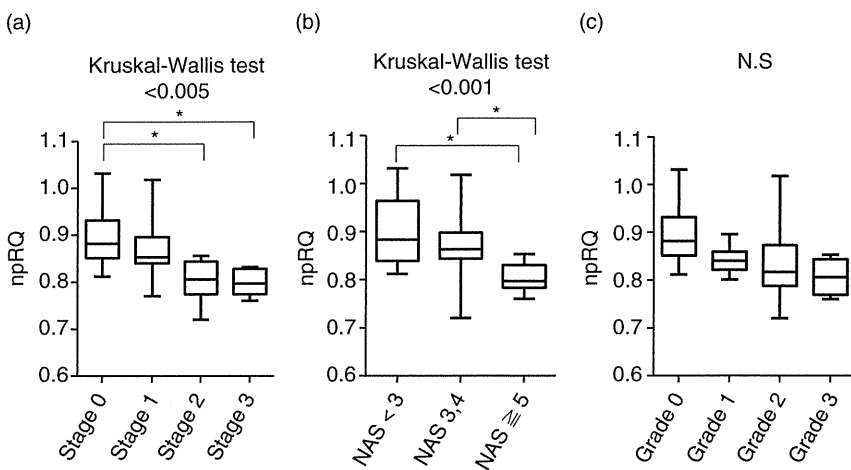 (a)
Kruskal-Wallis test
<0.005
*
*
1.1
1.0
0.9
0.8
0.7
0.6
npRQ
Stage 0
Stage 1
Stage 2
Stage 3
(b)
Kruskal-Wallis test
<0.001
*
*
1.1
1.0
0.9
0.8
0.7
0.6
npRQ
NAS < 3
NAS 3,4
NAS ≧ 5
(c)
N.S
1.1
1.0
0.9
0.8
0.7
0.6
npRQ
Grade 0
Grade 1
Grade 2
Grade 3